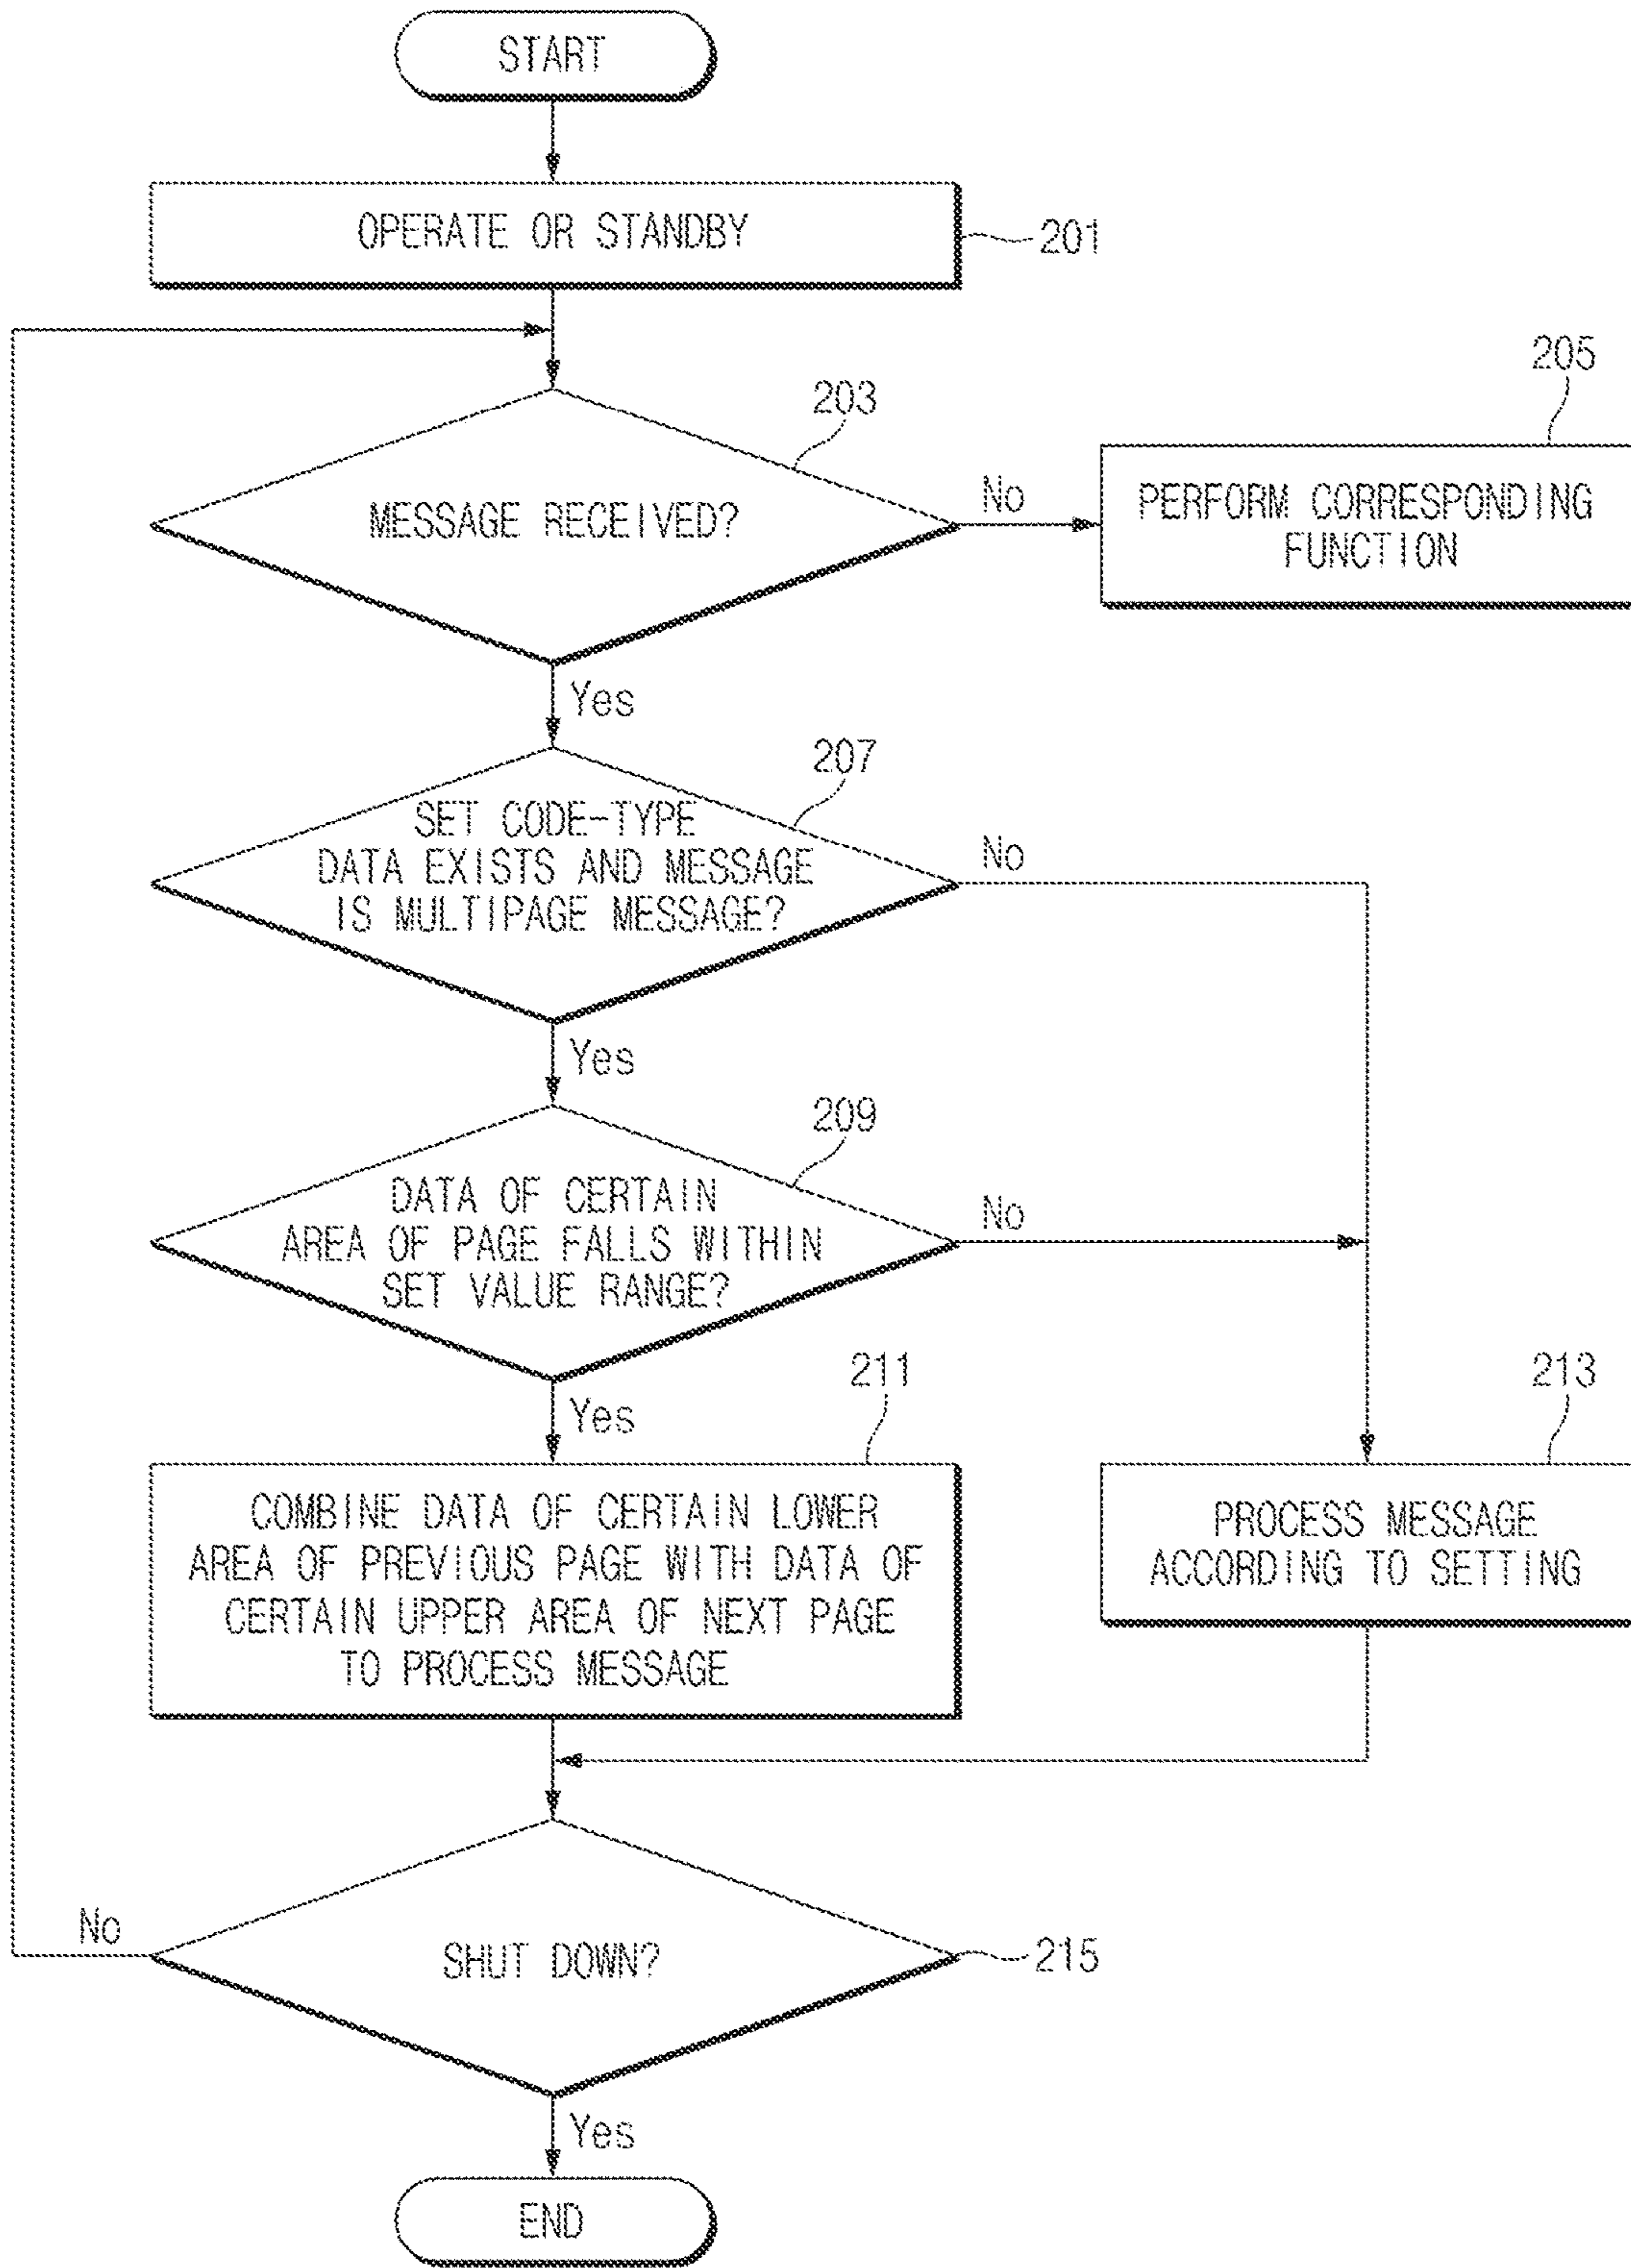 START
OPERATE OR STANDBY
201
203
205
MESSAGE RECEIVED?
No
PERFORM CORRESPONDING
FUNCTION
Yes
207
SET CODE-TYPE
DATA EXISTS AND MESSAGE
IS MULTIPAGE MESSAGE?
No
Yes
209
DATA OF CERTAIN
AREA OF PAGE FALLS WITHIN
SET VALUE RANGE?
No
Yes
211
213
COMBINE DATA OF CERTAIN LOWER
AREA OF PREVIOUS PAGE WITH DATA OF
CERTAIN UPPER AREA OF NEXT PAGE
TO PROCESS MESSAGE
PROCESS MESSAGE
ACCORDING TO SETTING
No
SHUT DOWN?
215
Yes
END